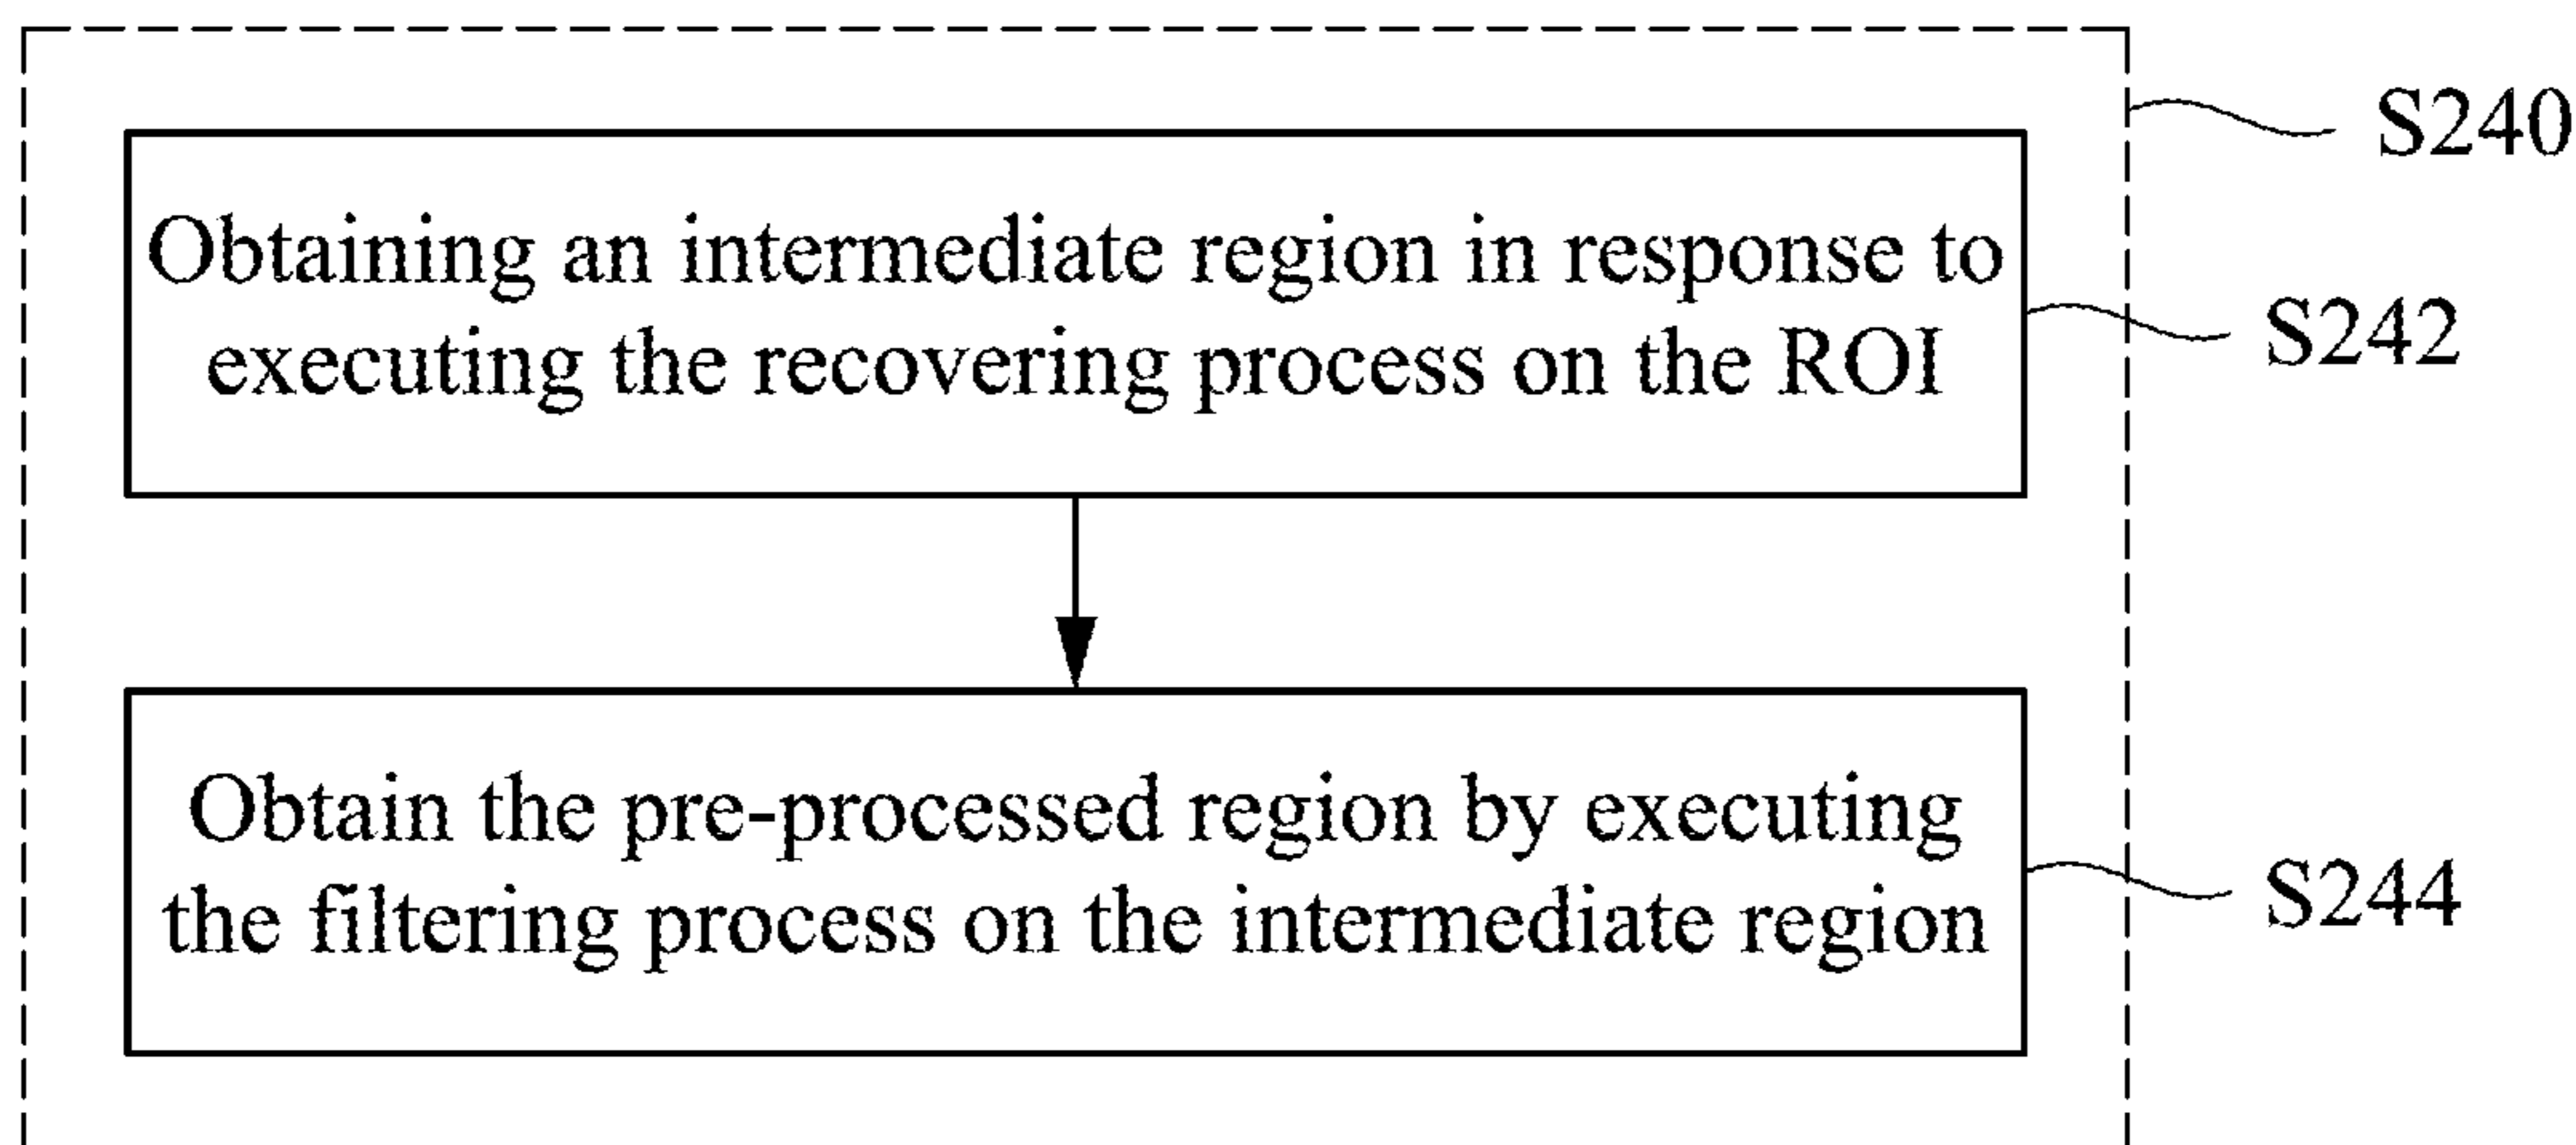 S240
Obtaining an intermediate region in response to
executing the recovering process on the ROI
S242
Obtain the pre-processed region by executing
the filtering process on the intermediate region
S244